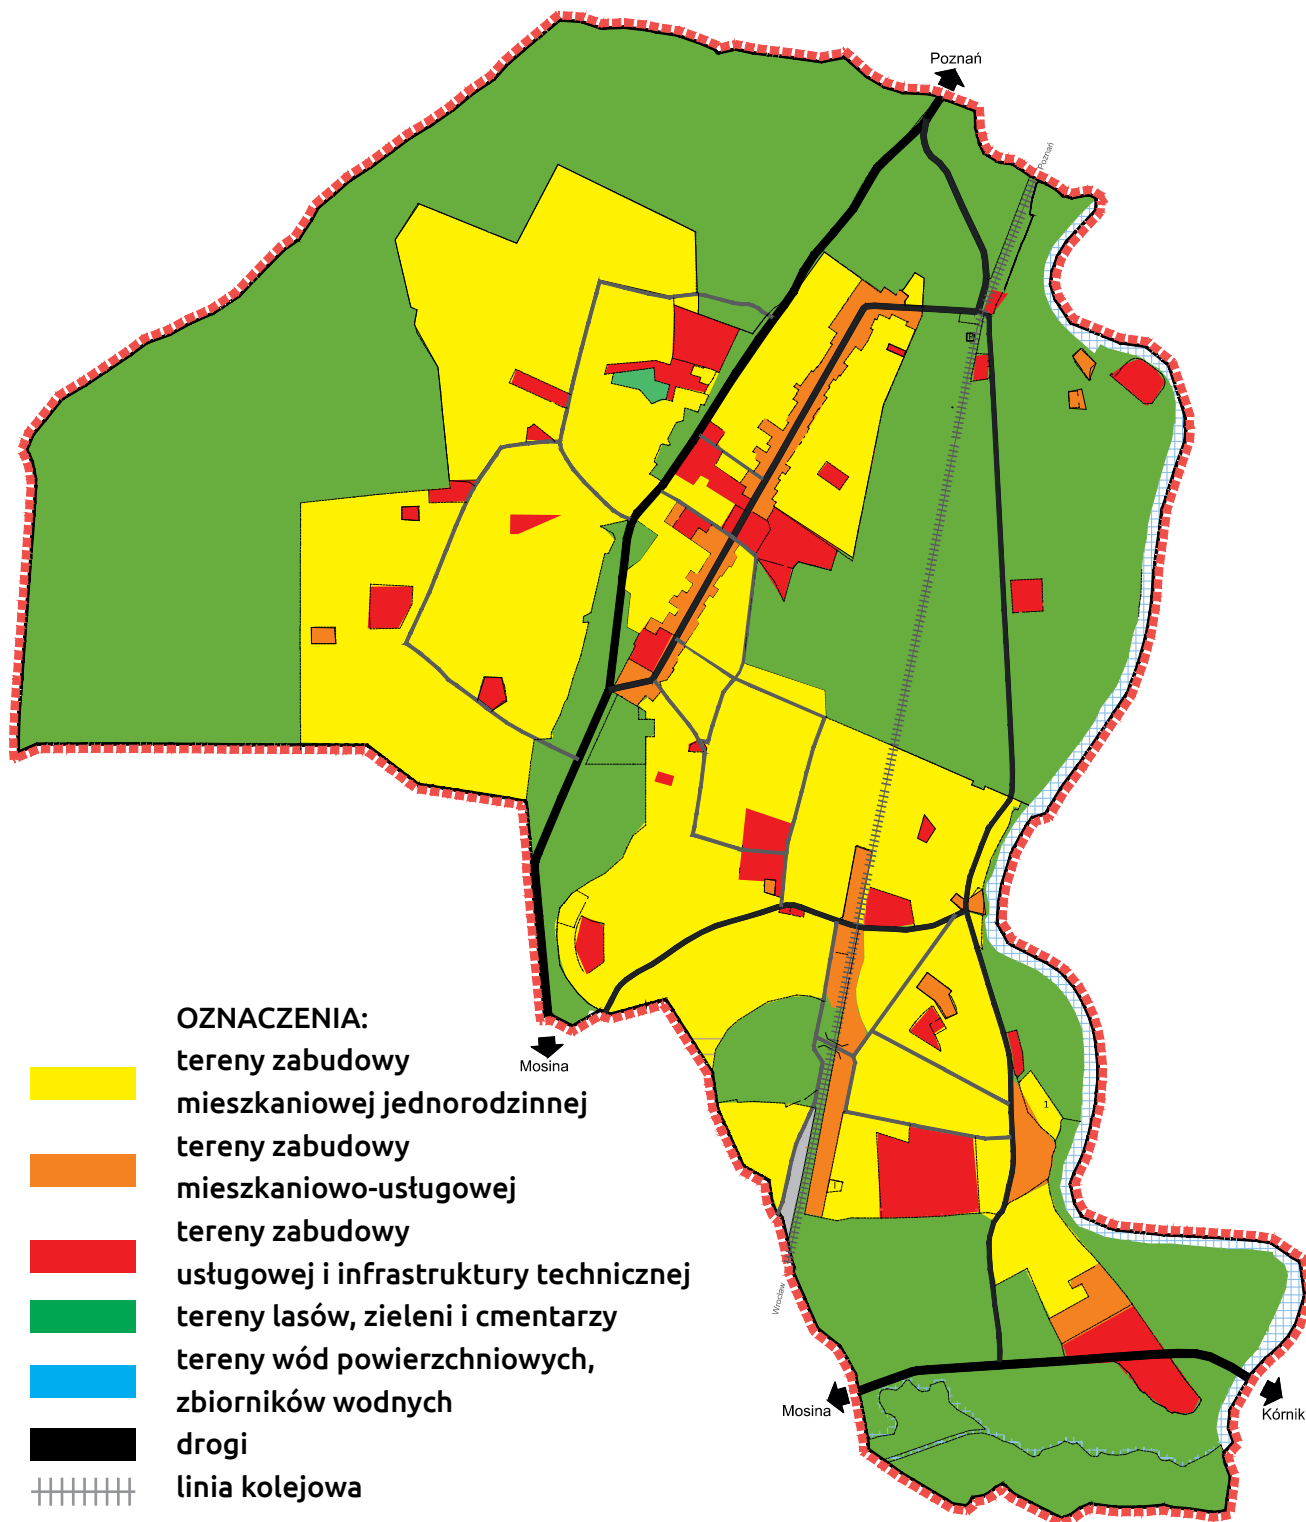 Poznań
Poznań
P
1
OZNACZENIA:
tereny zabudowy
mieszkaniowej jednorodzinnej
tereny zabudowy
mieszkaniowo-usługowej
tereny zabudowy
usługowej i infrastruktury technicznej
tereny lasów, zieleni i cmentarzy
tereny wód powierzchniowych,
zbiorników wodnych
drogi
linia kolejowa
Mosina
Wrocław
Mosina
Kórnik